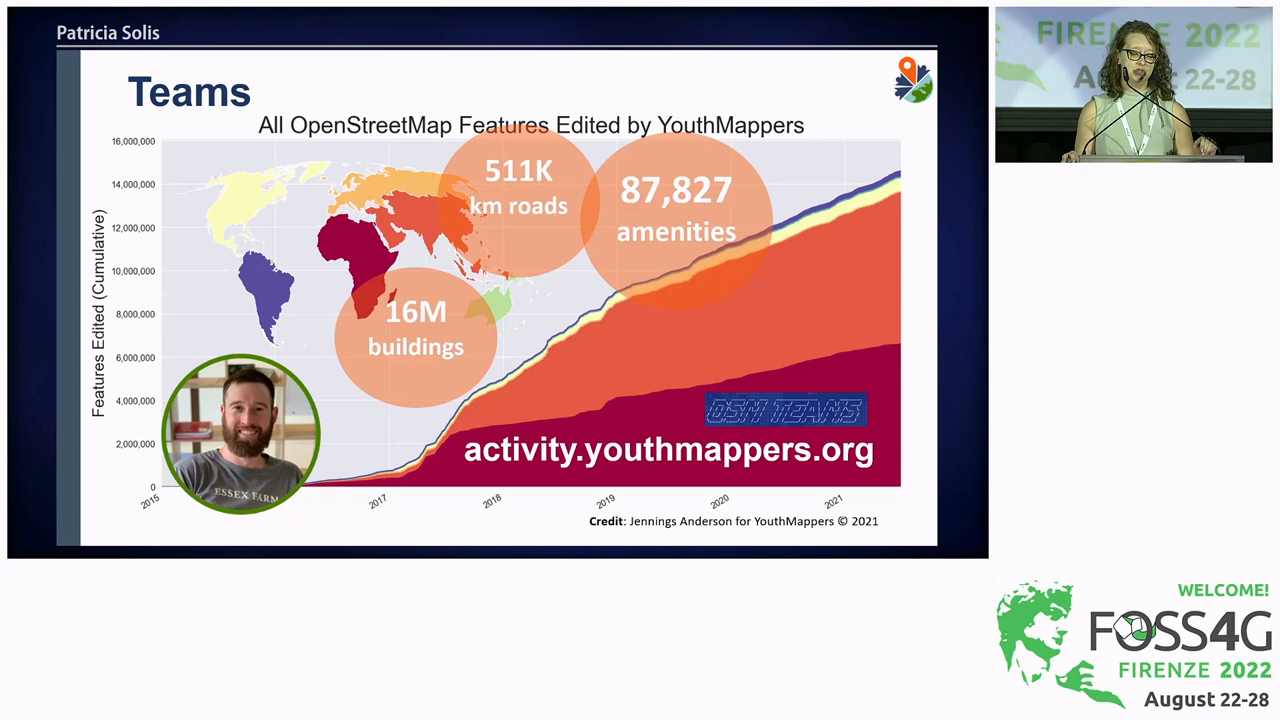 Patricia Solis
Teams
All OpenStreetMap Features Edited by YouthMappers
Features Edited (Cumulative)
16,000,000
14,000,000
12,000,000
10,000,000
8,000,000
6,000,000
4,000,000
2,000,000
0
2015
2017
2018
2019
2020
2021
511K
km roads
87,827
amenities
16M
buildings
ESSEX FARM
OSM TEAMS
activity.youthmappers.org
Credit: Jennings Anderson for YouthMappers © 2021
FIRENZE 2022
August 22-28
WELCOME!
FOSS4G
FIRENZE 2022
August 22-28